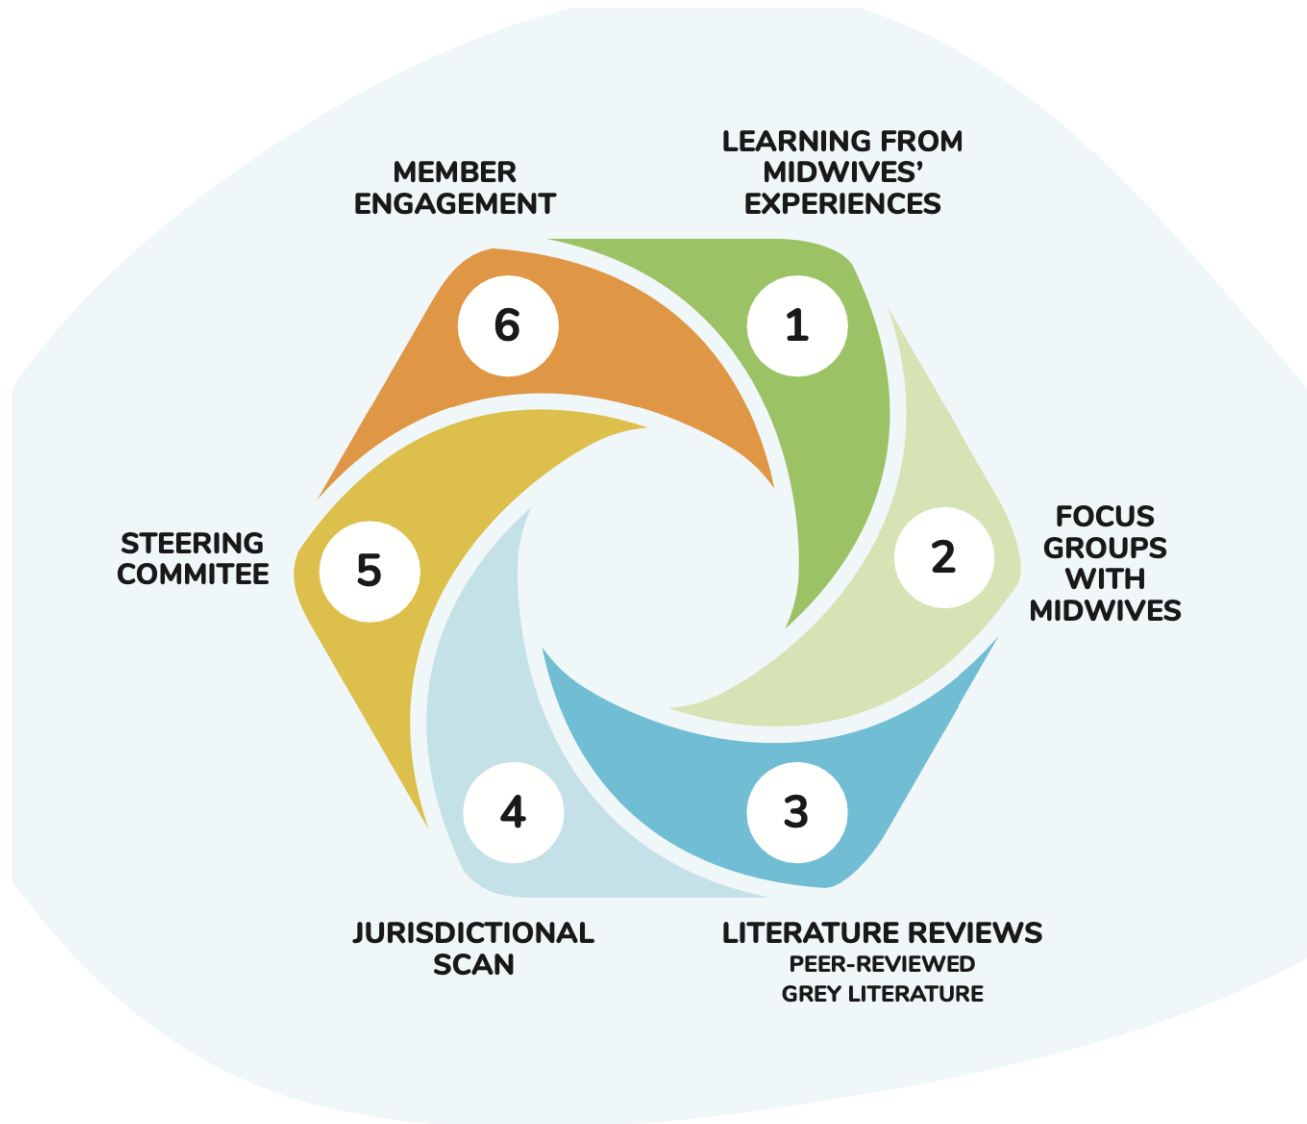 LEARNING FROM
MIDWIVES’
EXPERIENCES
1
FOCUS
GROUPS
WITH
MIDWIVES
2
LITERATURE REVIEWS
PEER-REVIEWED
GREY LITERATURE
3
JURISDICTIONAL
SCAN
4
STEERING
COMMITEE
5
MEMBER
ENGAGEMENT
6